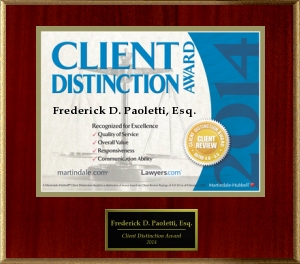 CLIENT
DISTINCTION
AWARD
2014
Frederick D. Paoletti, Esq.
Recognized for Excellence
✓ Quality of Service
✓ Overall Value
✓ Responsiveness
✓ Communication Ability
CLIENT
REVIEW
martindale.com®
Lawyers.com
Martindale-Hubbell®
Frederick D. Paoletti, Esq.
Client Distinction Award
2014